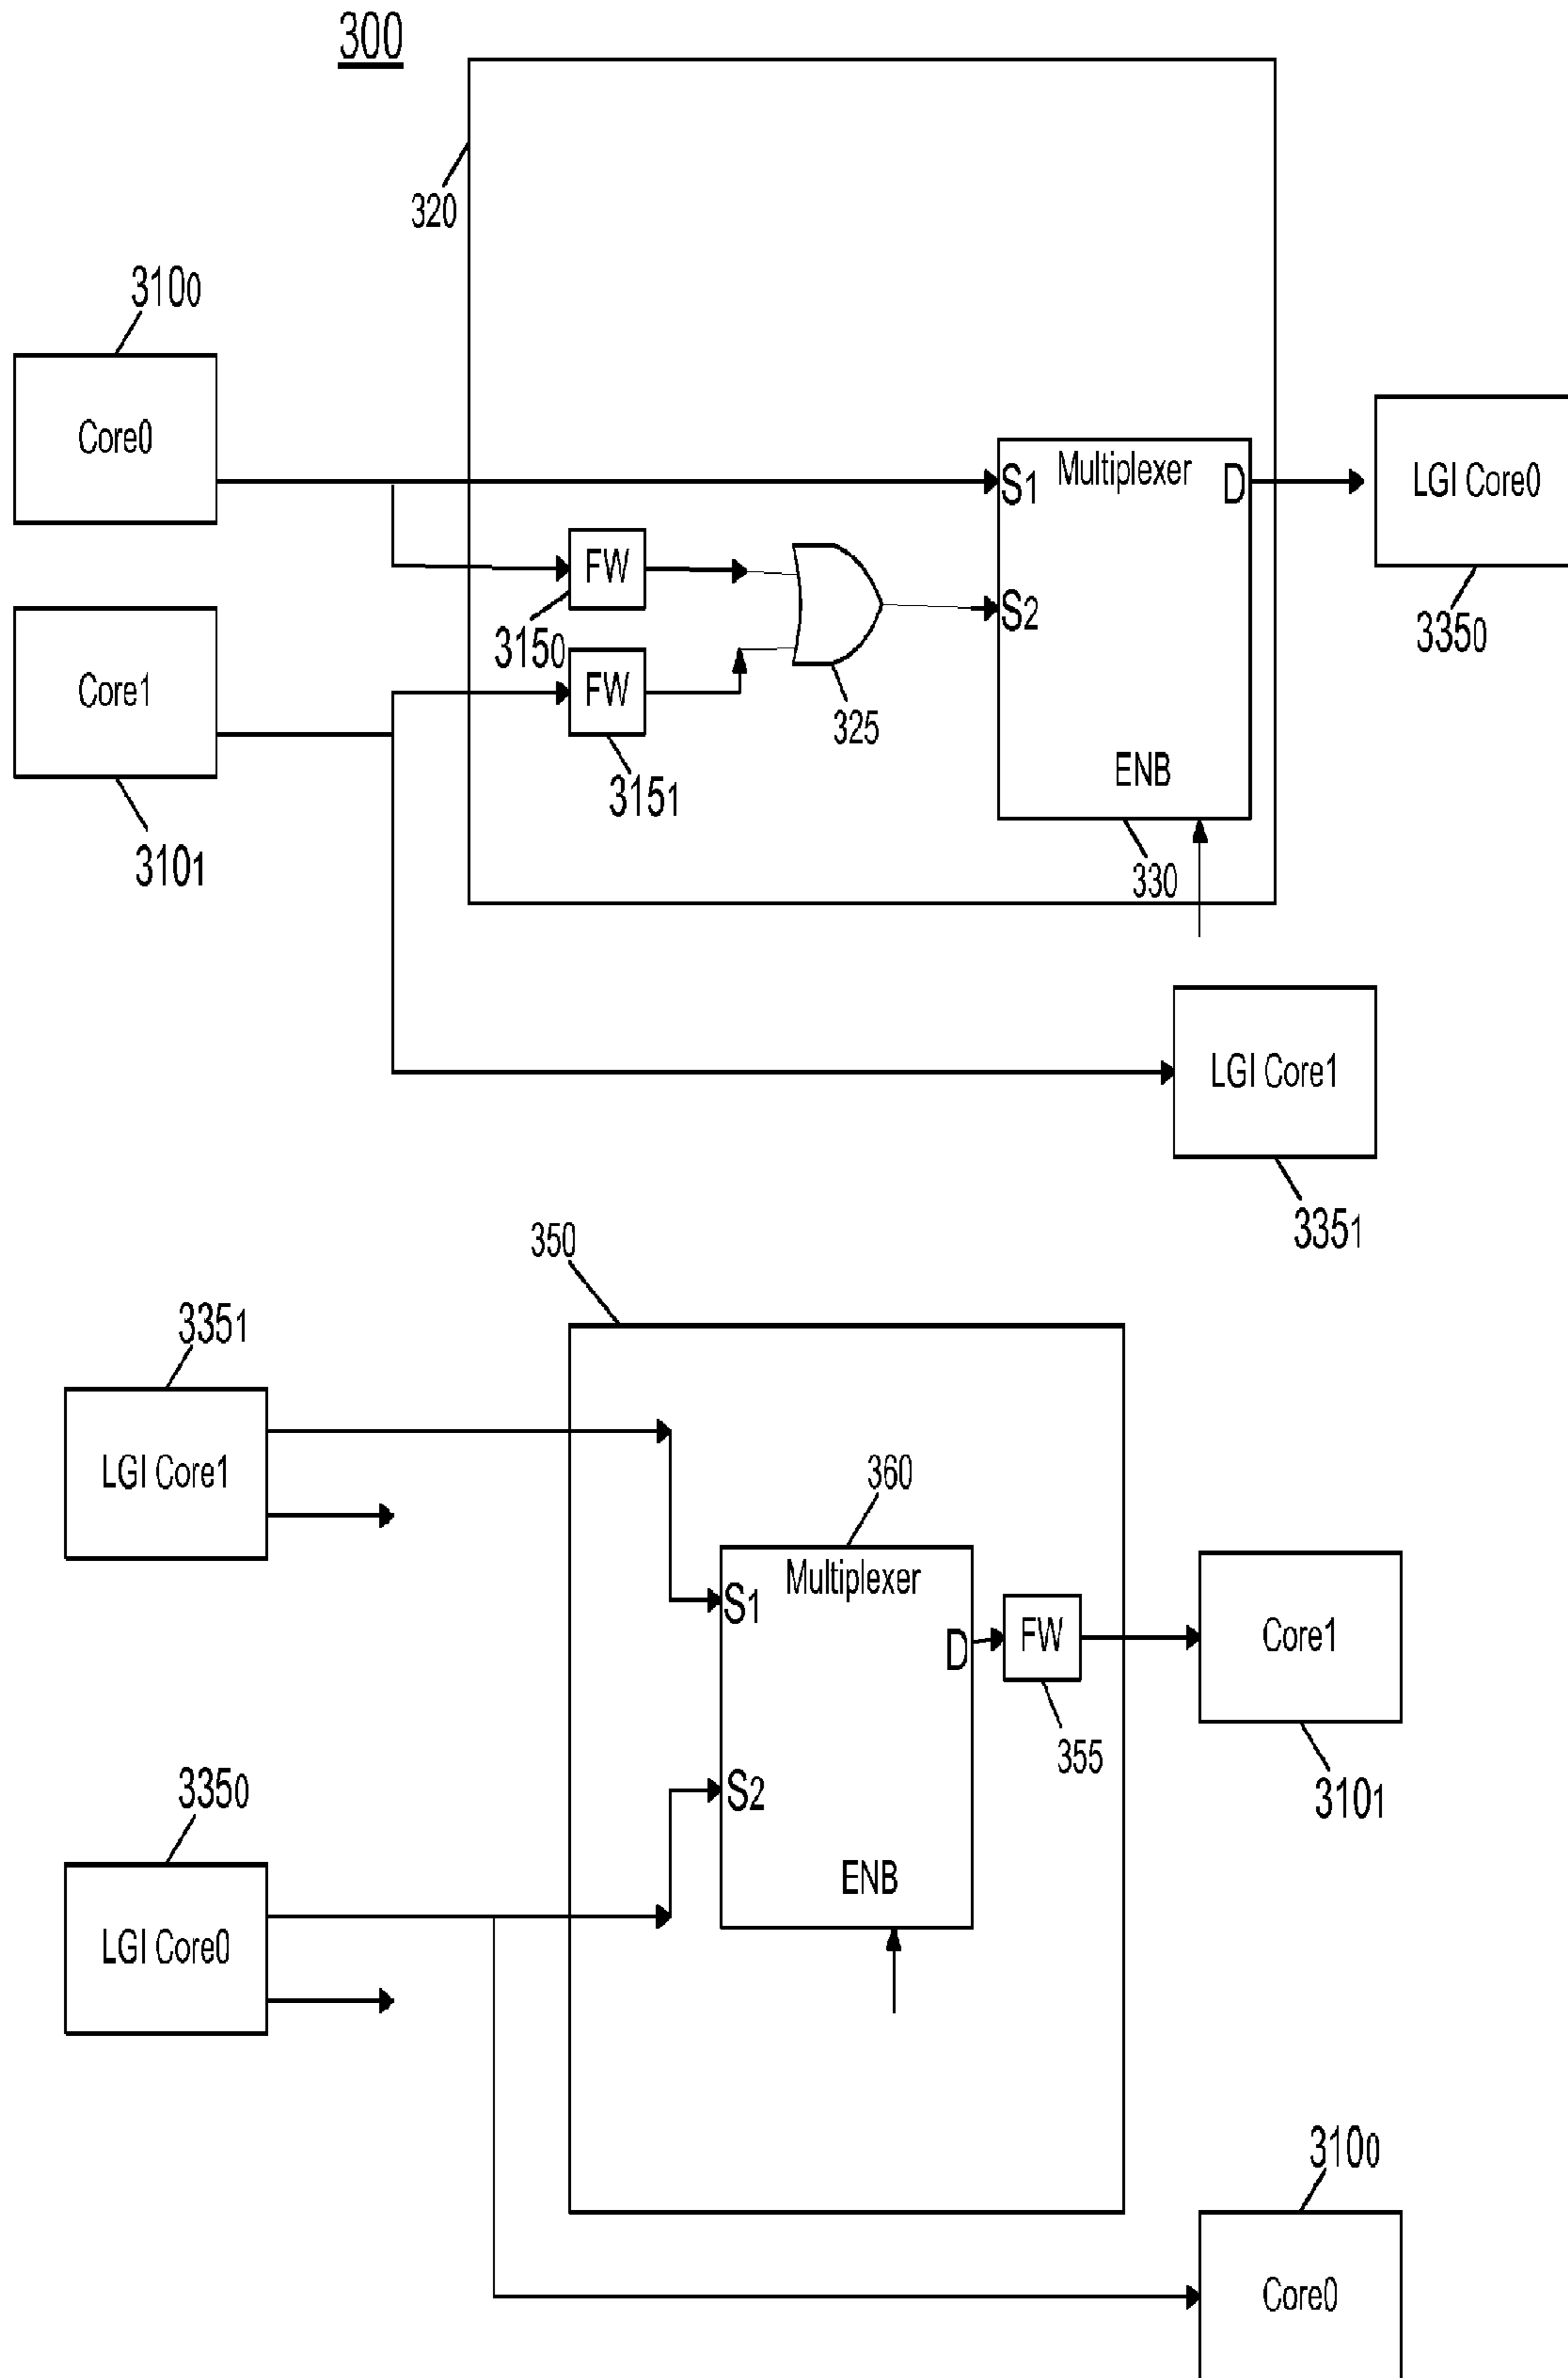 300
320
310₀
Core0
S1 Multiplexer D
LGI Core0
FW
315₀
S2
335₀
Core1
FW
325
315₁
ENB
310₁
330
LGI Core1
335₁
350
335₁
LGI Core1
360
Multiplexer
S1
D
FW
Core1
355
335₀
S2
310₁
ENB
LGI Core0
310₀
Core0